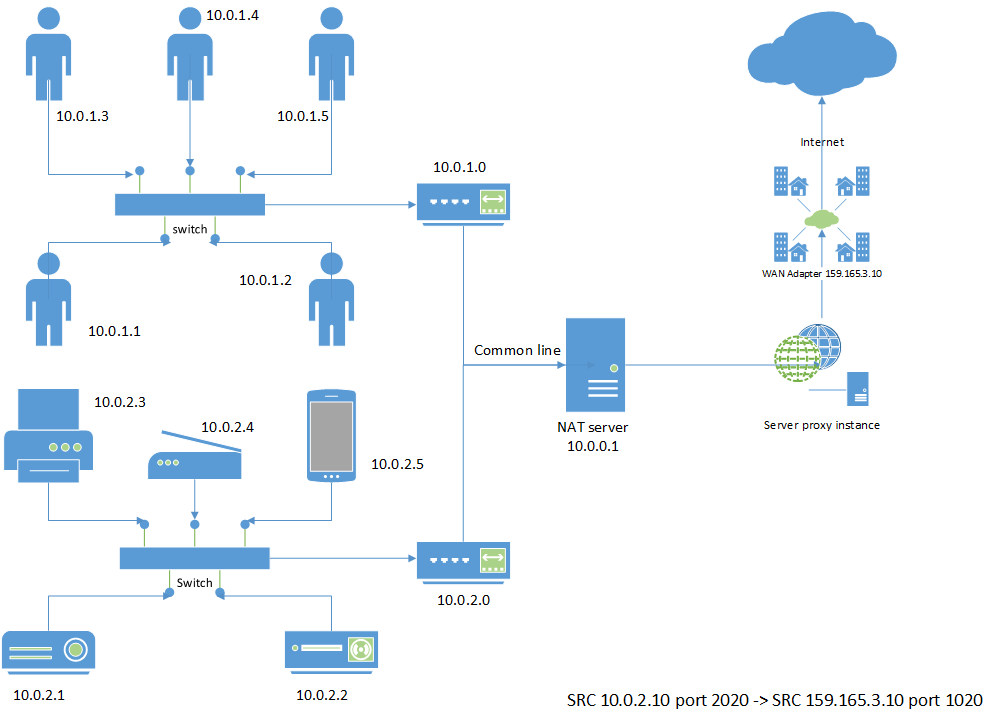 10.0.1.4
10.0.1.3
10.0.1.5
10.0.1.0
switch
10.0.1.2
10.0.1.1
Internet
WAN Adapter 159.165.3.10
Common line
NAT server
10.0.0.1
Server proxy instance
10.0.2.3
10.0.2.4
10.0.2.5
Switch
10.0.2.0
10.0.2.1
10.0.2.2
SRC 10.0.2.10 port 2020 -> SRC 159.165.3.10 port 1020